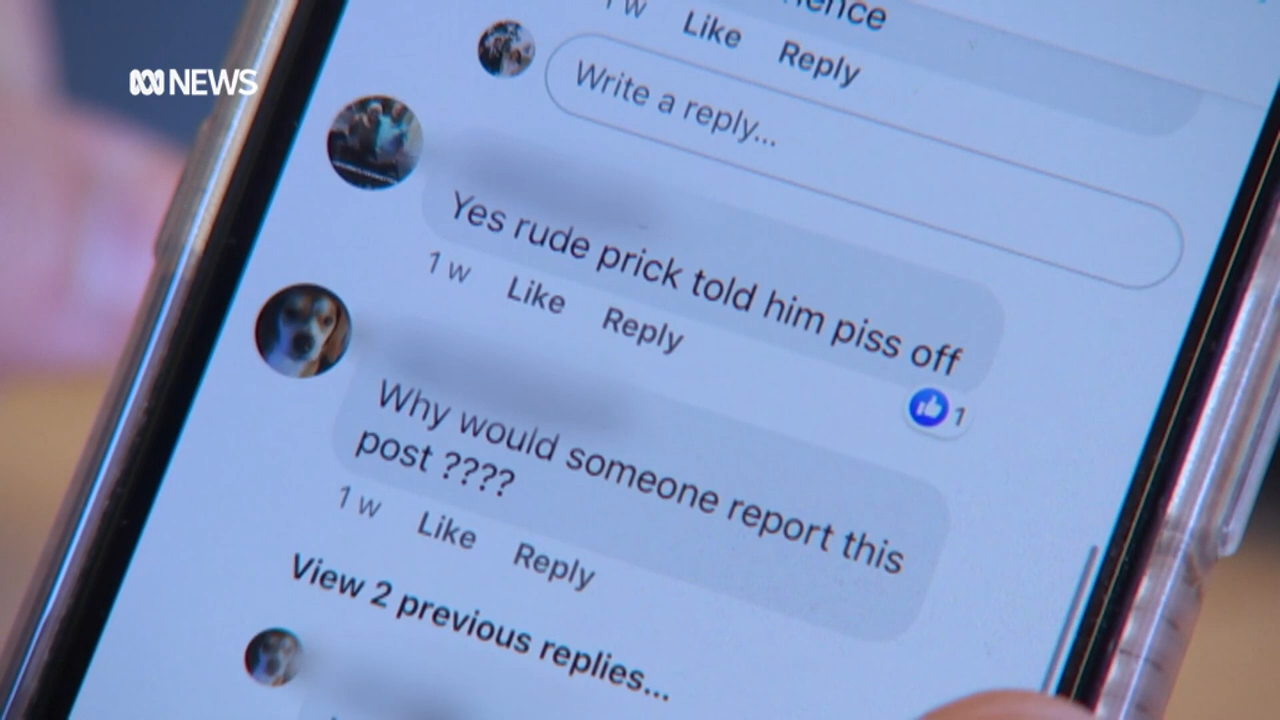 NEWS
1 w Like Reply
Write a reply...
Yes rude prick told him piss off
1 w Like Reply
1
Why would someone report this
post ????
1 w Like Reply
View 2 previous replies...